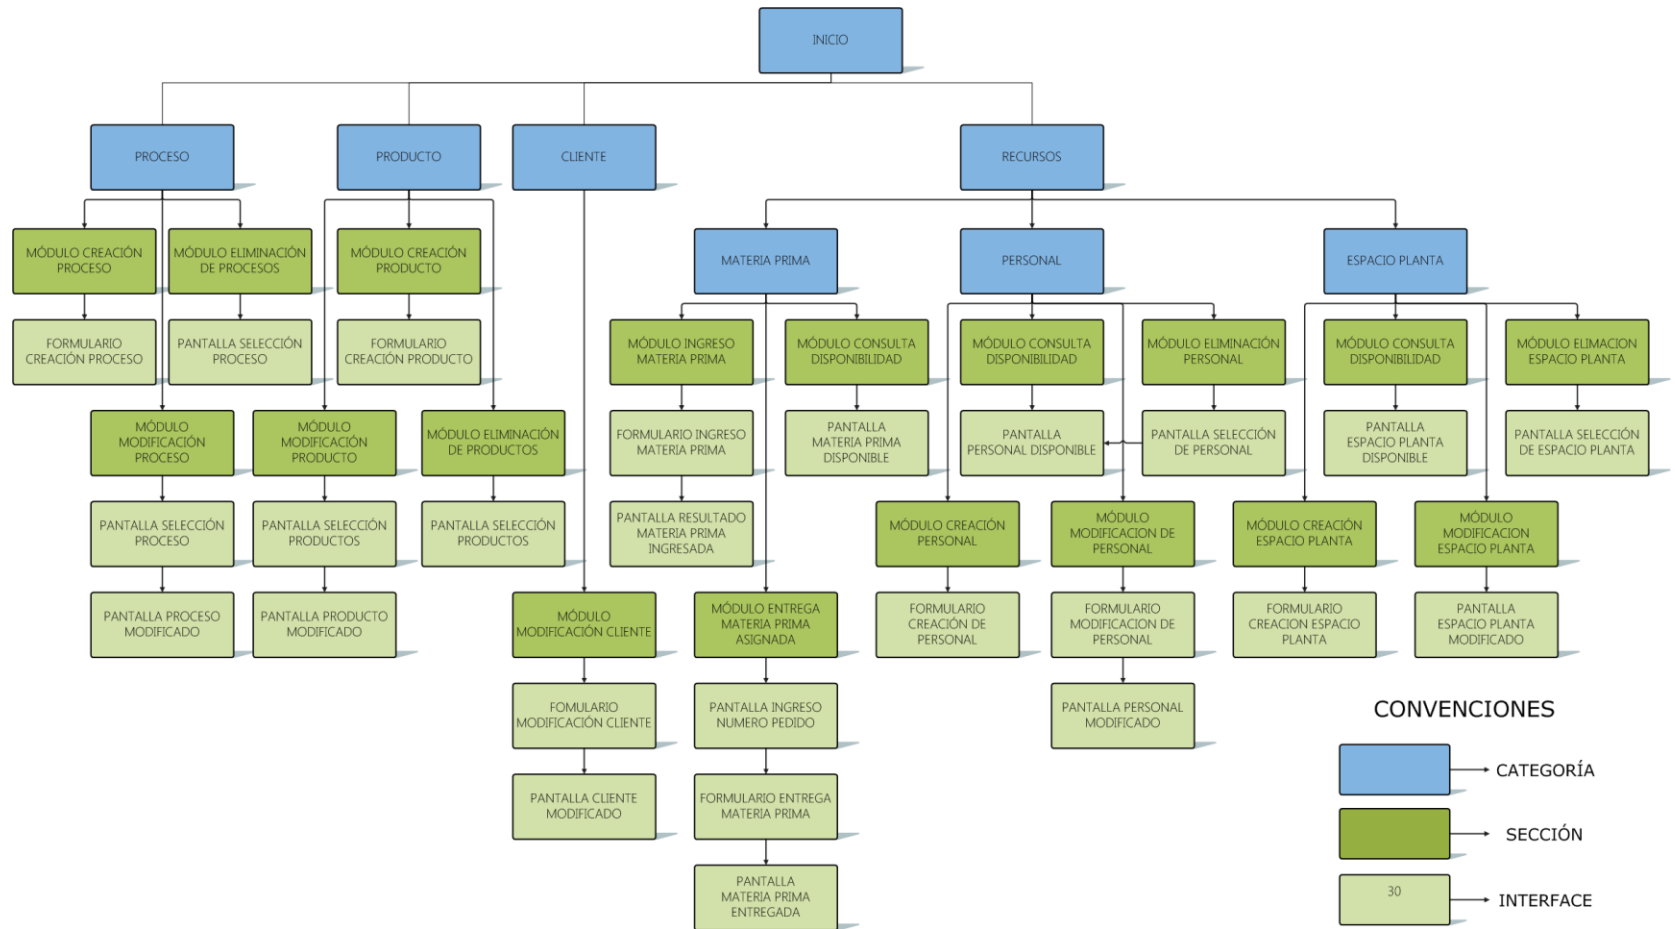 INICIO
PROCESO
PRODUCTO
CLIENTE
RECURSOS
MÓDULO CREACIÓN
PROCESO
MÓDULO ELIMINACIÓN
DE PROCESOS
MÓDULO CREACIÓN
PRODUCTO
MATERIA PRIMA
PERSONAL
ESPACIO PLANTA
FORMULARIO
CREACIÓN PROCESO
PANTALLA SELECCIÓN
PROCESO
FORMULARIO
CREACIÓN PRODUCTO
MÓDULO INGRESO
MATERIA PRIMA
MÓDULO CONSULTA
DISPONIBILIDAD
MÓDULO CONSULTA
DISPONIBILIDAD
MÓDULO ELIMINACIÓN
PERSONAL
MÓDULO CONSULTA
DISPONIBILIDAD
MÓDULO ELIMACION
ESPACIO PLANTA
MÓDULO
MODIFICACIÓN
PROCESO
MÓDULO
MODIFICACIÓN
PRODUCTO
MÓDULO ELIMINACIÓN
DE PRODUCTOS
FORMULARIO INGRESO
MATERIA PRIMA
PANTALLA
MATERIA PRIMA
DISPONIBLE
PANTALLA
PERSONAL DISPONIBLE
PANTALLA SELECCIÓN
DE PERSONAL
PANTALLA
ESPACIO PLANTA
DISPONIBLE
PANTALLA SELECCIÓN
DE ESPACIO PLANTA
PANTALLA SELECCIÓN
PROCESO
PANTALLA SELECCIÓN
PRODUCTOS
PANTALLA SELECCIÓN
PRODUCTOS
PANTALLA RESULTADO
MATERIA PRIMA
INGRESADA
MÓDULO CREACIÓN
PERSONAL
MÓDULO
MODIFICACION DE
PERSONAL
MÓDULO CREACIÓN
ESPACIO PLANTA
MÓDULO
MODIFICACION
ESPACIO PLANTA
PANTALLA PROCESO
MODIFICADO
PANTALLA PRODUCTO
MODIFICADO
MÓDULO
MODIFICACIÓN CLIENTE
MÓDULO ENTREGA
MATERIA PRIMA
ASIGNADA
FORMULARIO
CREACIÓN DE
PERSONAL
FORMULARIO
MODIFICACION DE
PERSONAL
FORMULARIO
CREACION ESPACIO
PLANTA
PANTALLA
ESPACIO PLANTA
MODIFICADO
FOMULARIO
MODIFICACIÓN CLIENTE
PANTALLA INGRESO
NUMERO PEDIDO
PANTALLA PERSONAL
MODIFICADO
PANTALLA CLIENTE
MODIFICADO
FORMULARIO ENTREGA
MATERIA PRIMA
PANTALLA
MATERIA PRIMA
ENTREGADA
CONVENCIONES
CATEGORÍA
SECCIÓN
30
INTERFACE